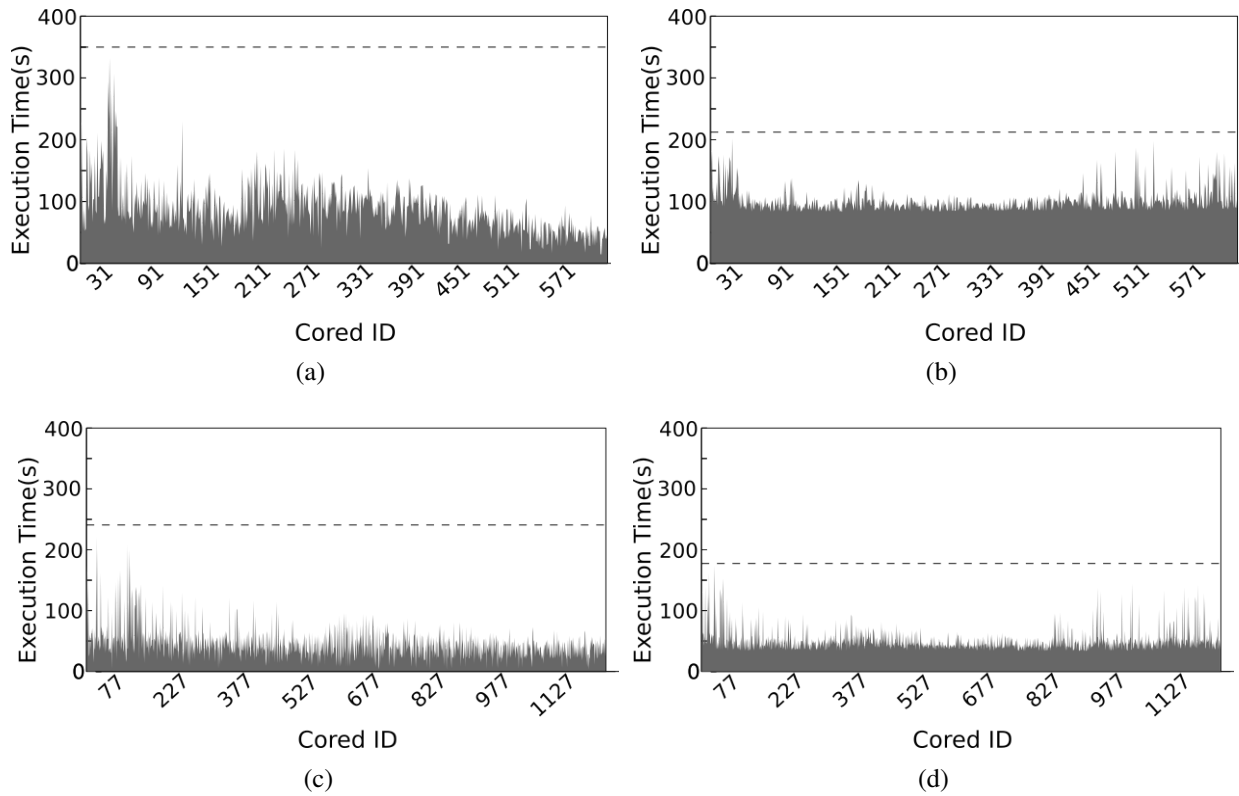 400
300
200
100
0
Execution Time(s)
31 91 151 211 271 331 391 451 511 571
Cored ID
(a)
400
300
200
100
0
Execution Time(s)
31 91 151 211 271 331 391 451 511 571
Cored ID
(b)
400
300
200
100
0
Execution Time(s)
77 227 377 527 677 827 977 1127
Cored ID
(c)
400
300
200
100
0
Execution Time(s)
77 227 377 527 677 827 977 1127
Cored ID
(d)